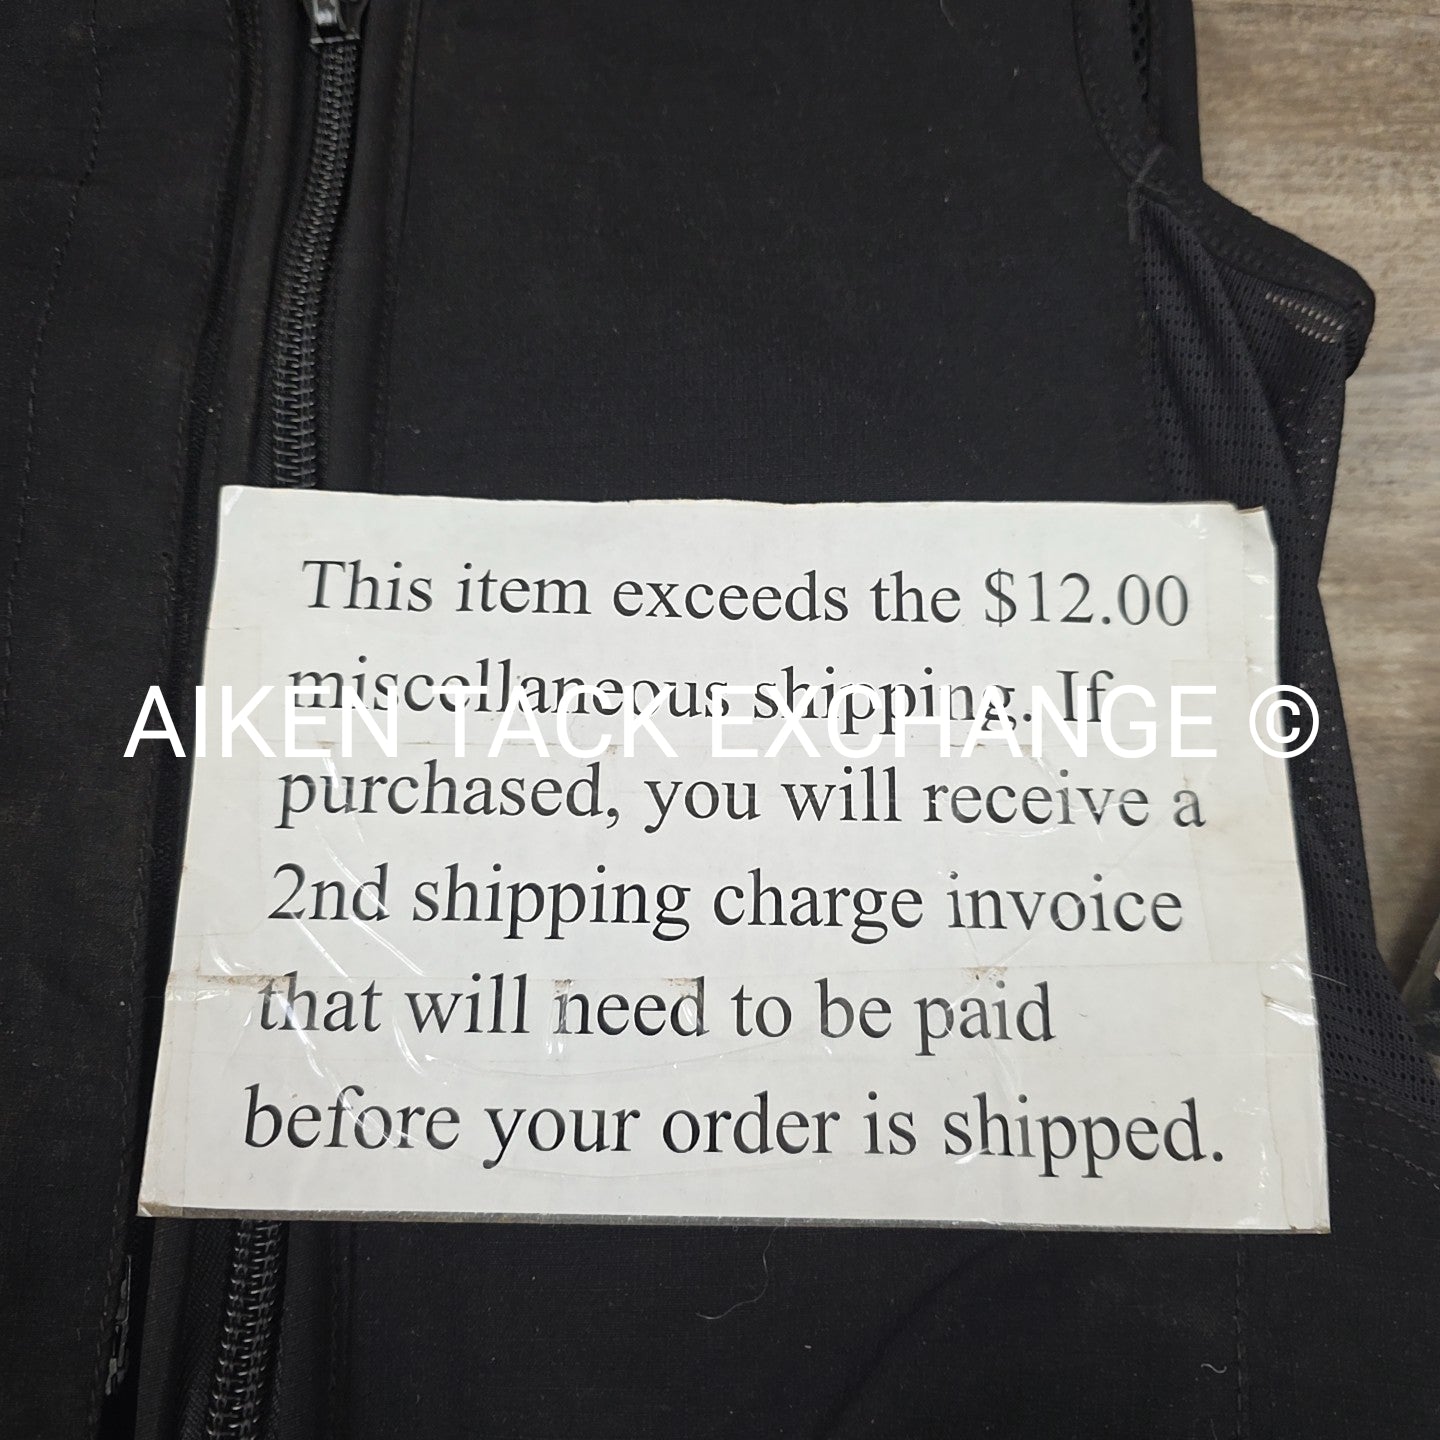 This item exceeds the $12.00
miscellaneous shipping. If
AIKEN TACK EXCHANGE ©
purchased, you will receive a
2nd shipping charge invoice
that will need to be paid
before your order is shipped.